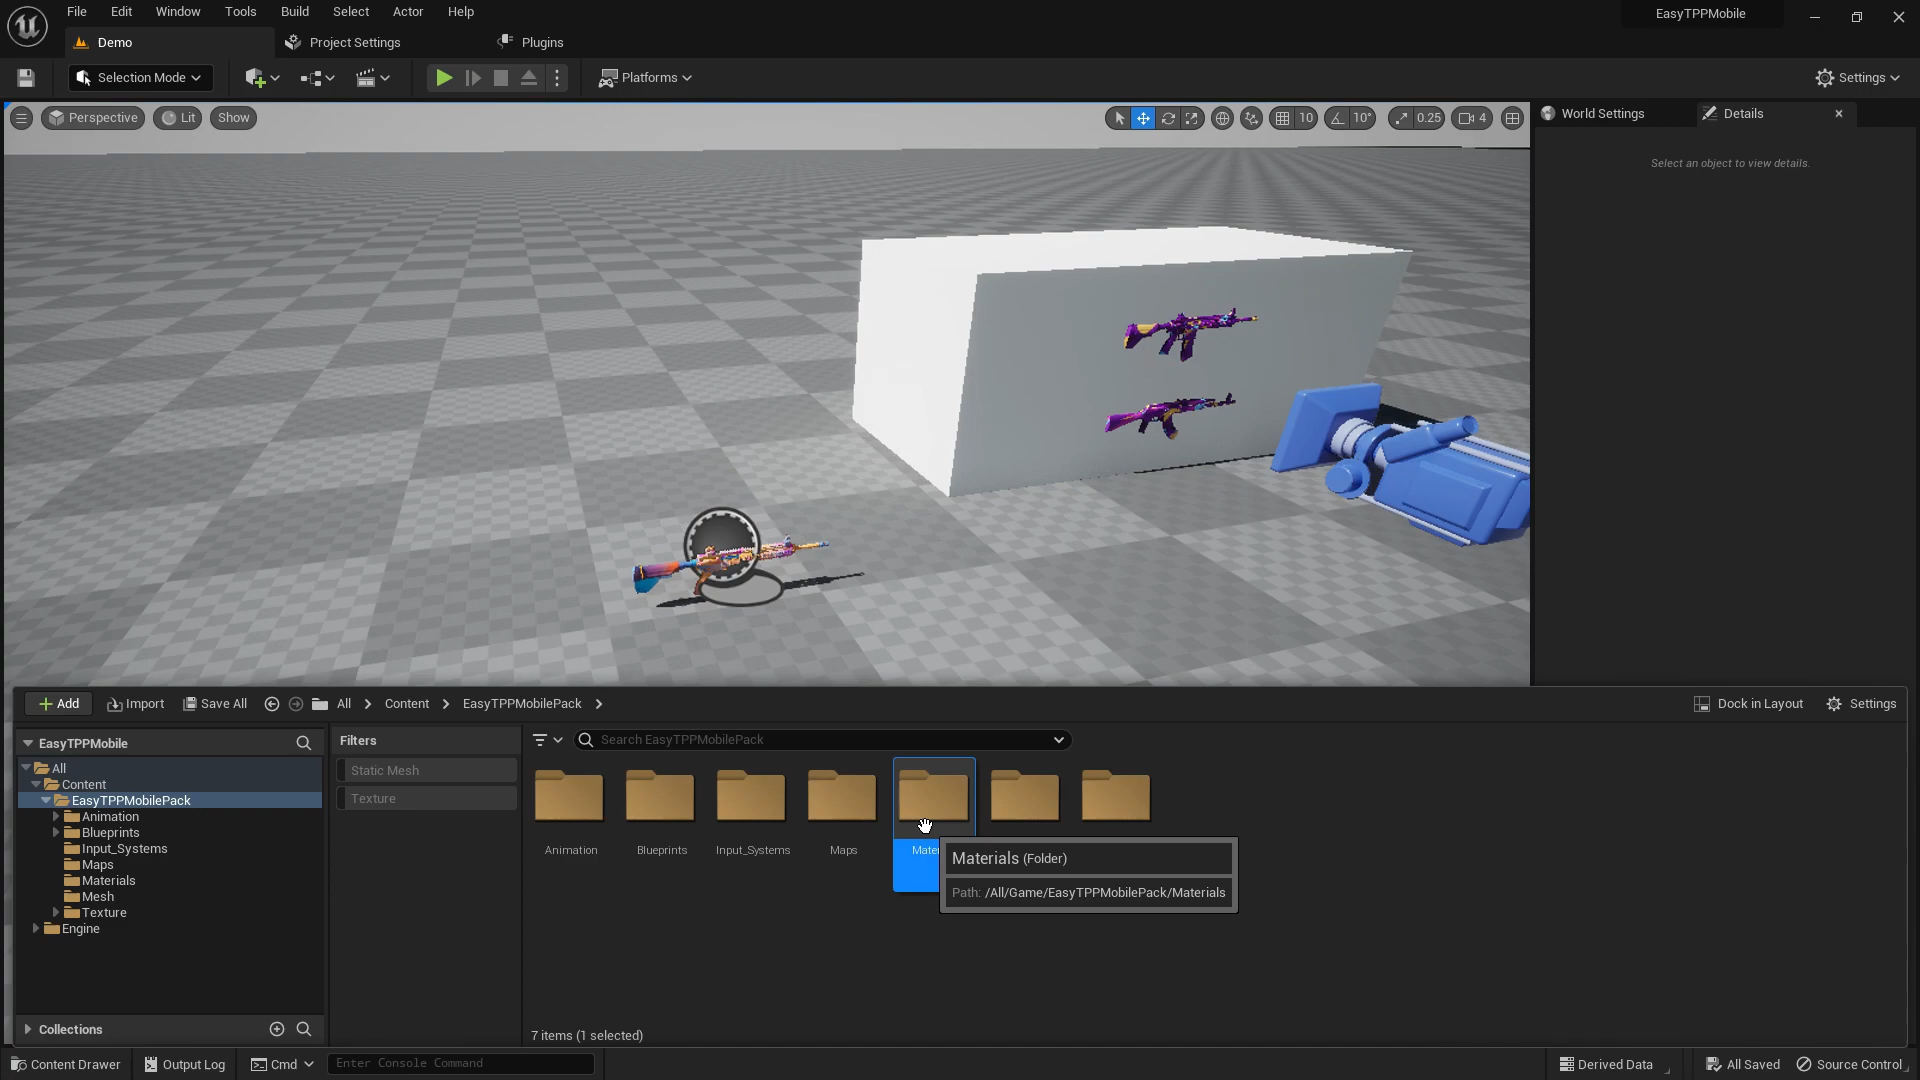 File Edit Window Tools Build Select Actor Help
EasyTPPMobile
Demo
Project Settings
Plugins
Selection Mode
Platforms
Settings
Perspective
Lit
Show
10
10°
0.25
4
World Settings
Details
Select an object to view details.
Add
Import
Save All
All
Content
EasyTPPMobilePack
Dock in Layout
Settings
EasyTPPMobile
All
Content
EasyTPPMobilePack
Animation
Blueprints
Input_Systems
Maps
Materials
Mesh
Texture
Engine
Collections
Filters
Static Mesh
Texture
Search EasyTPPMobilePack
Animation
Blueprints
Input_Systems
Maps
Mater
Materials (Folder)
Path: /All/Game/EasyTPPMobilePack/Materials
7 items (1 selected)
Content Drawer
Output Log
Cmd
Enter Console Command
Derived Data
All Saved
Source Control